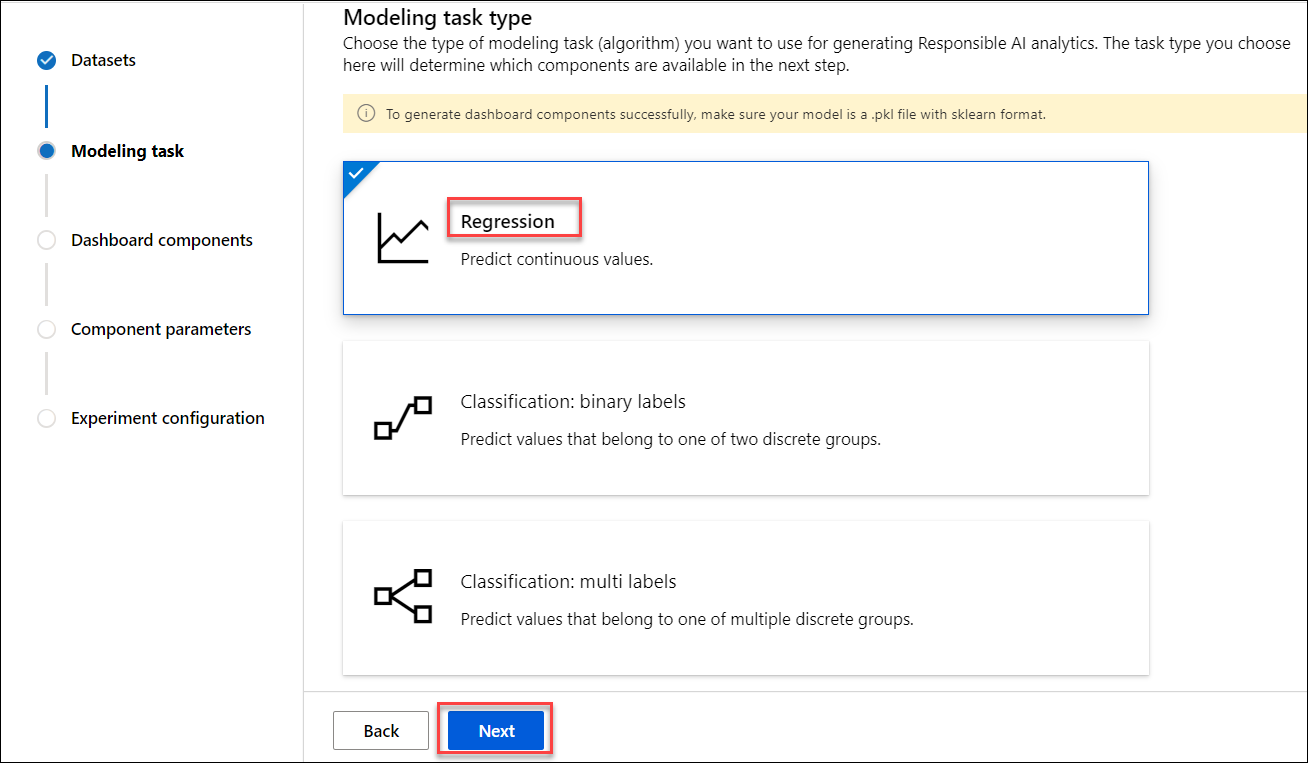 Datasets
Modeling task
Dashboard components
Component parameters
Experiment configuration
Modeling task type
Choose the type of modeling task (algorithm) you want to use for generating Responsible AI analytics. The task type you choose
here will determine which components are available in the next step.
To generate dashboard components successfully, make sure your model is a .pkl file with sklearn format.
Regression
Predict continuous values.
Classification: binary labels
Predict values that belong to one of two discrete groups.
Classification: multi labels
Predict values that belong to one of multiple discrete groups.
Back
Next